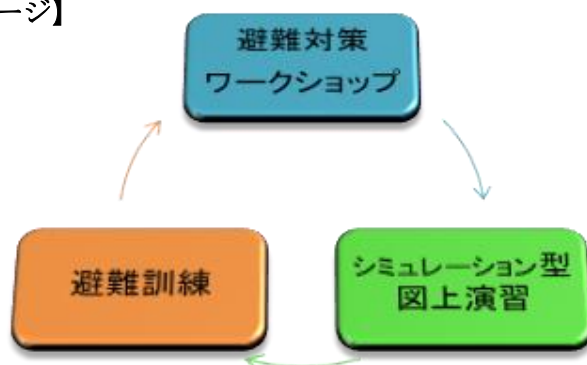 ージ】
避難対策
ワークショップ
避難訓練
シミュレーション型
図上演習